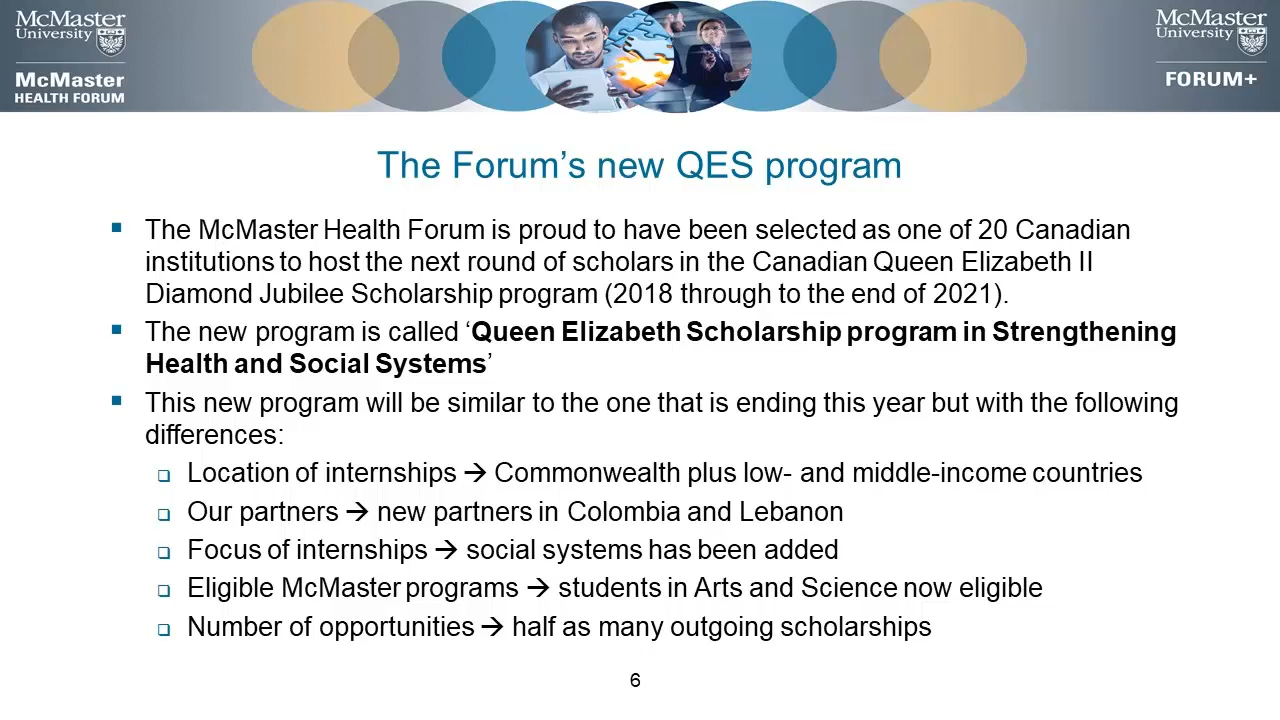 McMaster
University
McMaster
HEALTH FORUM
McMaster
University
FORUM+
The Forum’s new QES program
▪ The McMaster Health Forum is proud to have been selected as one of 20 Canadian
institutions to host the next round of scholars in the Canadian Queen Elizabeth II
Diamond Jubilee Scholarship program (2018 through to the end of 2021).
▪ The new program is called ‘Queen Elizabeth Scholarship program in Strengthening
Health and Social Systems’
▪ This new program will be similar to the one that is ending this year but with the following
differences:
❑ Location of internships → Commonwealth plus low- and middle-income countries
❑ Our partners → new partners in Colombia and Lebanon
❑ Focus of internships → social systems has been added
❑ Eligible McMaster programs → students in Arts and Science now eligible
❑ Number of opportunities → half as many outgoing scholarships
6